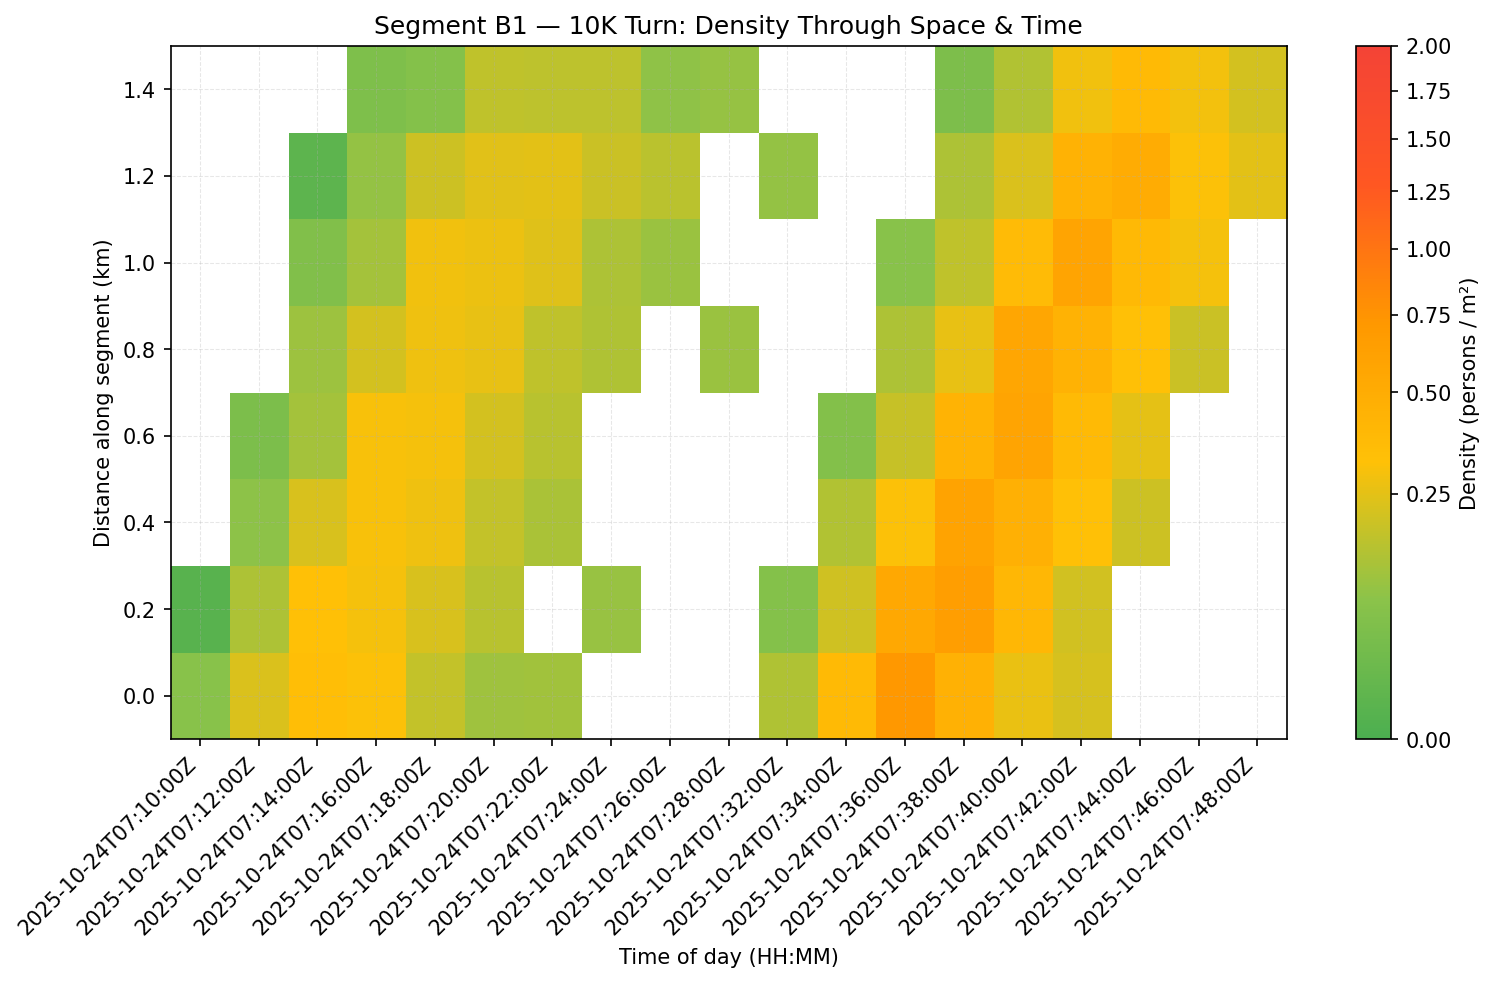 Segment B1 — 10K Turn: Density Through Space & Time
Distance along segment (km)
1.4
1.2
1.0
0.8
0.6
0.4
0.2
0.0
2025-10-24T07:10:00Z
2025-10-24T07:12:00Z
2025-10-24T07:14:00Z
2025-10-24T07:16:00Z
2025-10-24T07:18:00Z
2025-10-24T07:20:00Z
2025-10-24T07:22:00Z
2025-10-24T07:24:00Z
2025-10-24T07:26:00Z
2025-10-24T07:28:00Z
2025-10-24T07:32:00Z
2025-10-24T07:34:00Z
2025-10-24T07:36:00Z
2025-10-24T07:38:00Z
2025-10-24T07:40:00Z
2025-10-24T07:42:00Z
2025-10-24T07:44:00Z
2025-10-24T07:46:00Z
2025-10-24T07:48:00Z
Time of day (HH:MM)
2.00
1.75
1.50
1.25
1.00
0.75
0.50
0.25
0.00
Density (persons / m²)